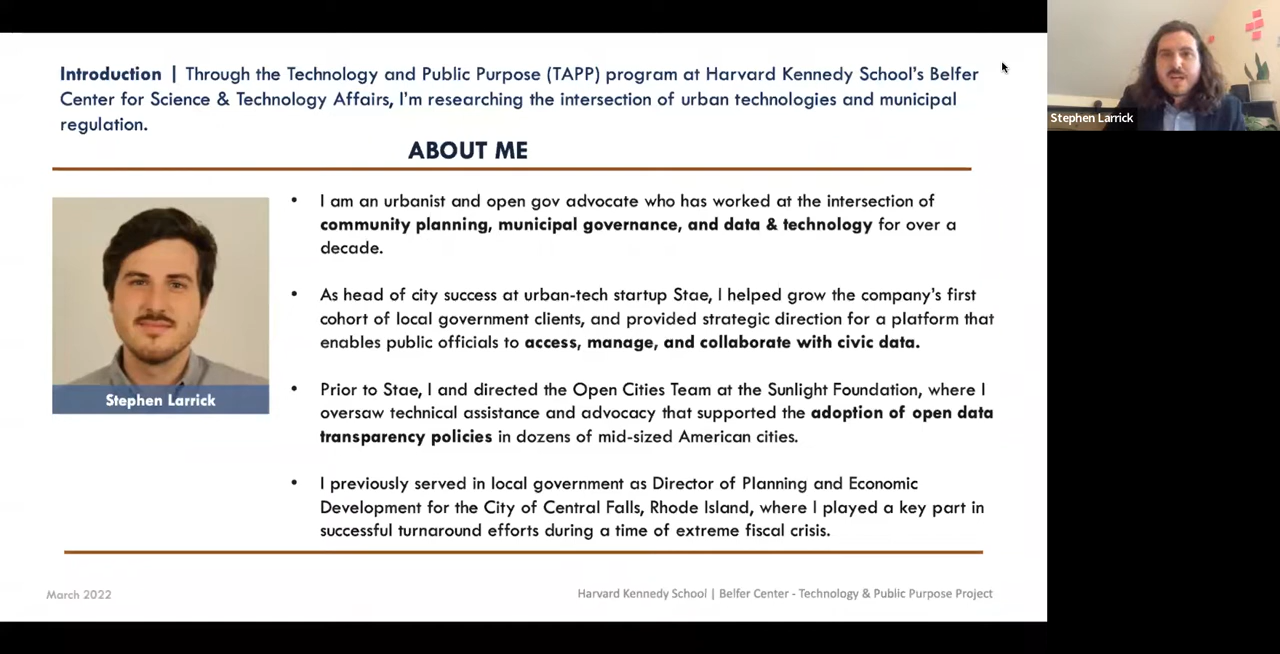 Introduction | Through the Technology and Public Purpose (TAPP) program at Harvard Kennedy School's Belfer
Center for Science & Technology Affairs, I'm researching the intersection of urban technologies and municipal
regulation.
ABOUT ME
Stephen Larrick
• I am an urbanist and open gov advocate who has worked at the intersection of
community planning, municipal governance, and data & technology for over a
decade.
• As head of city success at urban-tech startup Stae, I helped grow the company's first
cohort of local government clients, and provided strategic direction for a platform that
enables public officials to access, manage, and collaborate with civic data.
• Prior to Stae, I and directed the Open Cities Team at the Sunlight Foundation, where I
oversaw technical assistance and advocacy that supported the adoption of open data
transparency policies in dozens of mid-sized American cities.
• I previously served in local government as Director of Planning and Economic
Development for the City of Central Falls, Rhode Island, where I played a key part in
successful turnaround efforts during a time of extreme fiscal crisis.
March 2022
Harvard Kennedy School | Belfer Center - Technology & Public Purpose Project
Stephen Larrick